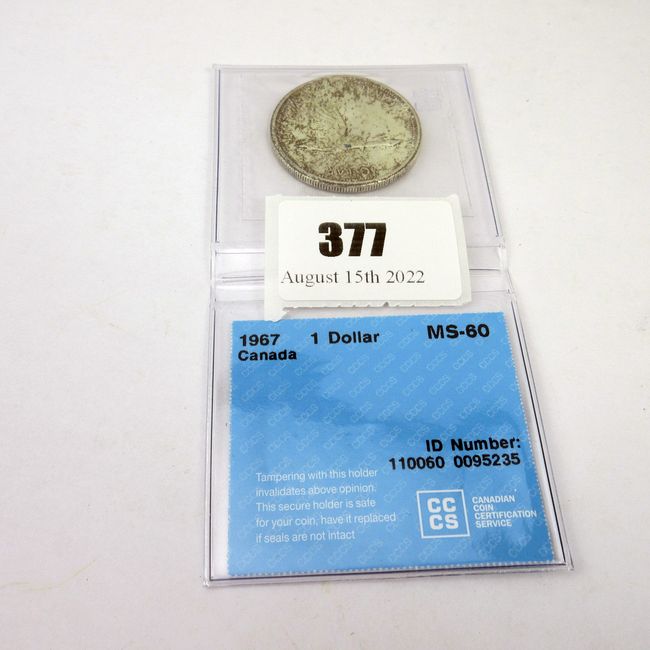 377
August 15th 2022
1967 1 Dollar MS-60
Canada
ID Number:
110060 0095235
Tampering with this holder
invalidates above opinion.
This secure holder is safe
for your coin, have it replaced
if seals are not intact
CC
CS
CANADIAN
COIN
CERTIFICATION
SERVICE